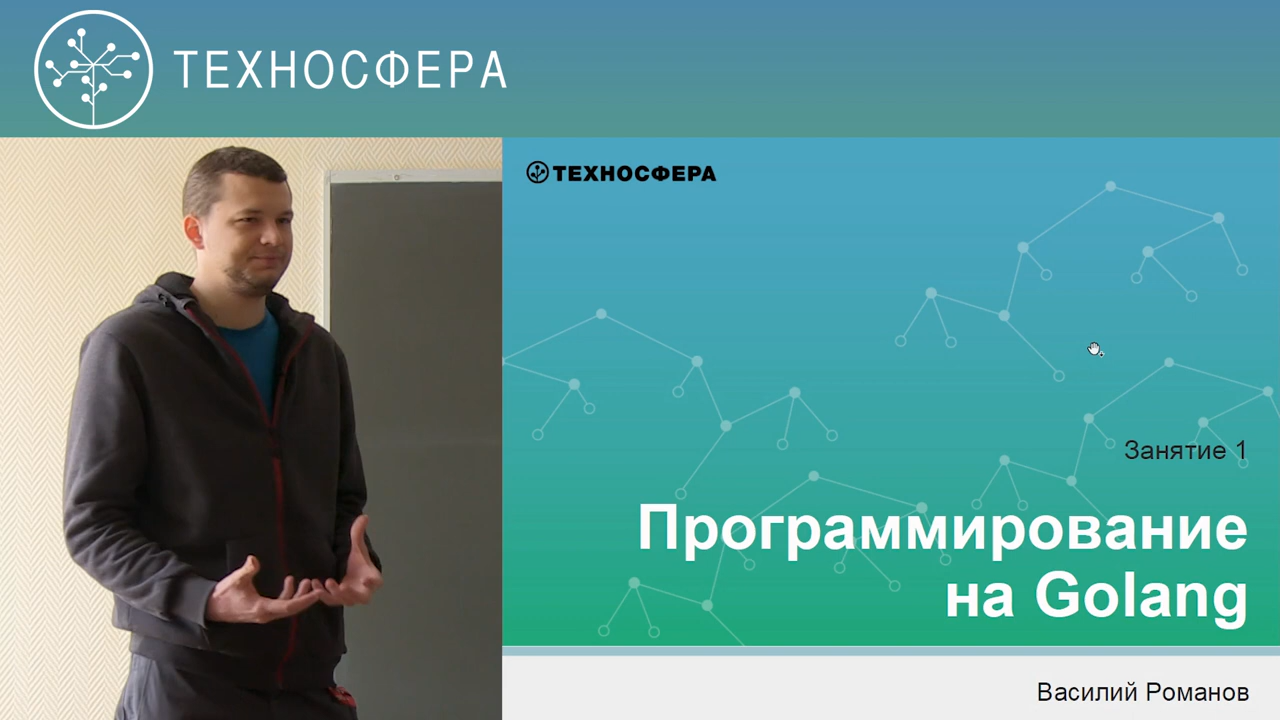 ТЕХНОСФЕРА
ТЕХНОСФЕРА
Занятие 1
Программирование
на Golang
Василий Романов